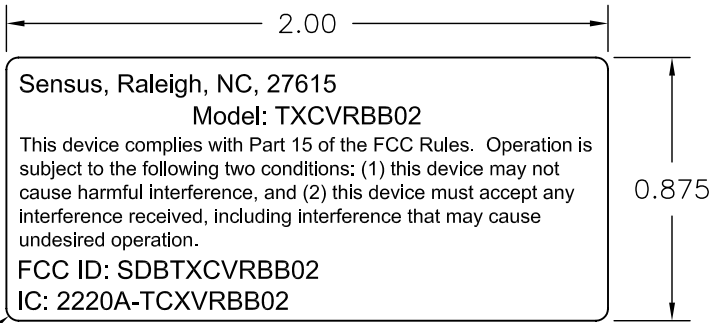 2.00
Sensus, Raleigh, NC, 27615
Model: TXCVRBB02
This device complies with Part 15 of the FCC Rules. Operation is
subject to the following two conditions: (1) this device may not
cause harmful interference, and (2) this device must accept any
interference received, including interference that may cause
undesired operation.
0.875
FCC ID: SDBTXCVRBB02
IC: 2220A-TCXVRBB02